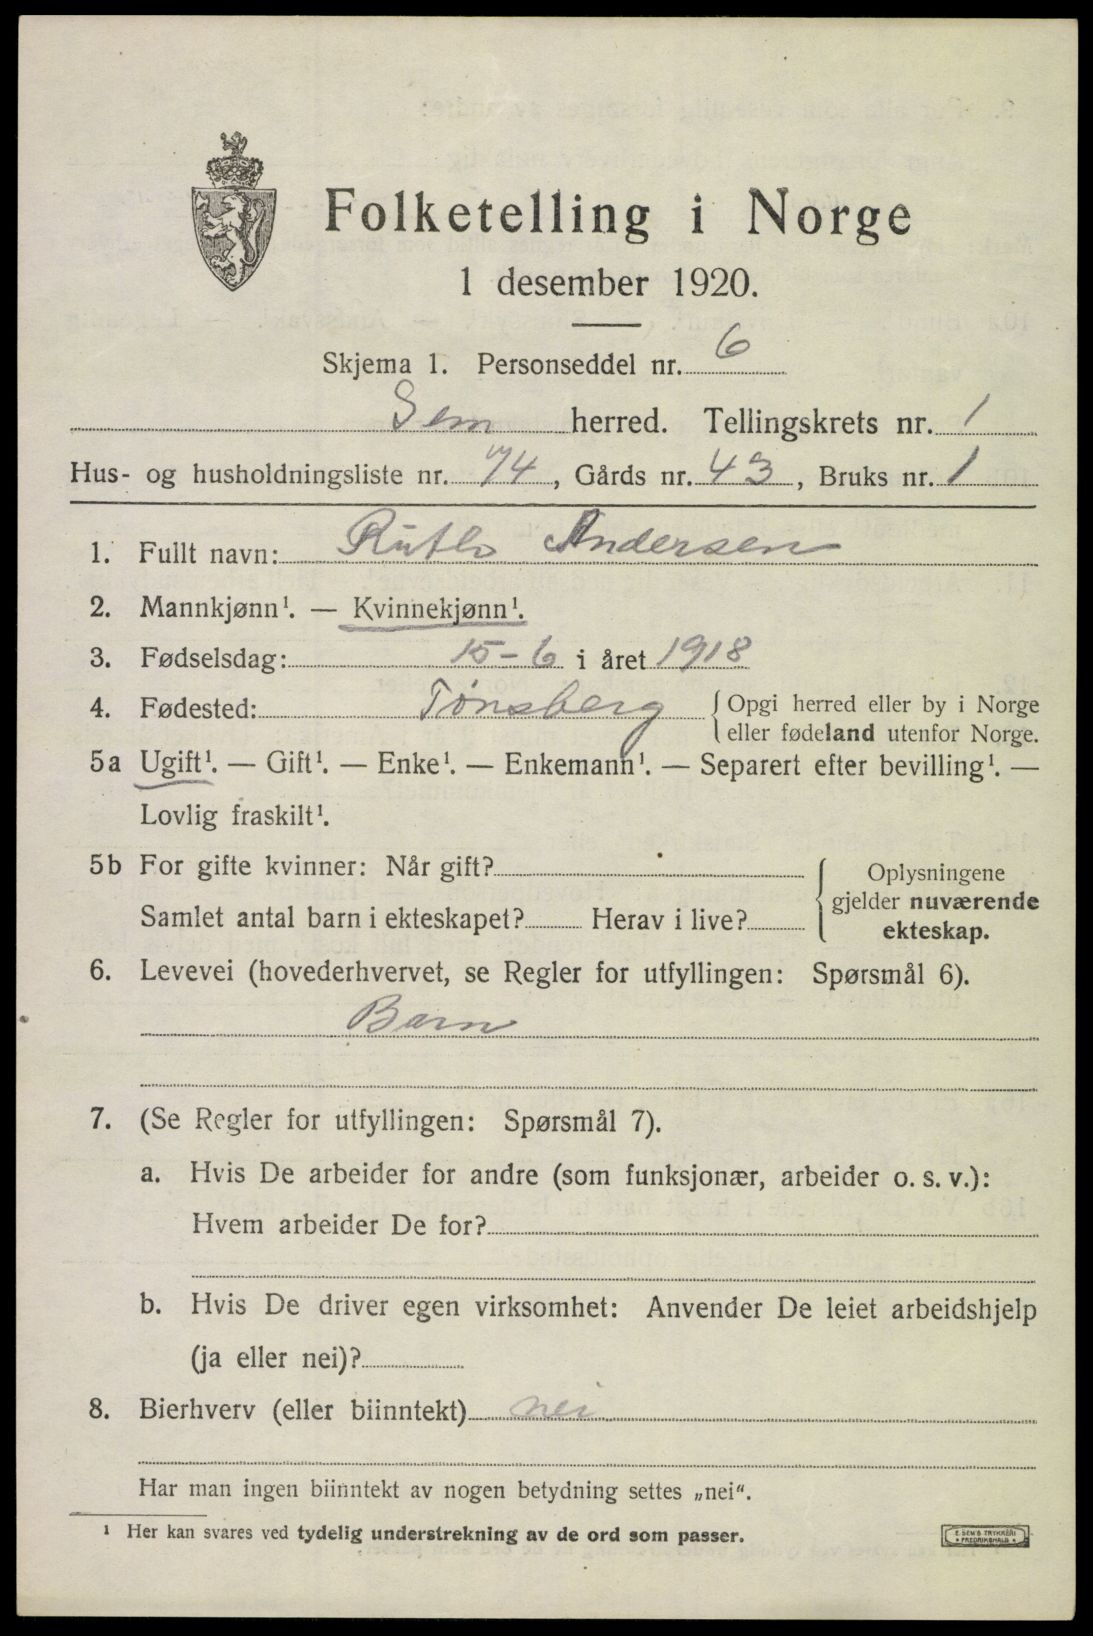 Folketelling i Norge
1 desember 1920.
Skjema 1. Personseddel nr. 6
Sem herred. Tellingskrets nr. 1
Hus- og husholdningsliste nr. 74, Gårds nr. 43, Bruks nr. 1
1. Fullt navn: Ruth Andersen
2. Mannkjønn¹. — Kvinnekjønn¹.
3. Fødselsdag: 15-6 i året 1918
4. Fødested: Tønsberg { Opgi herred eller by i Norge
eller fødeland utenfor Norge.
5a Ugift¹. — Gift¹. — Enke¹. — Enkemann¹. — Separert efter bevilling¹. —
Lovlig fraskilt¹.
5b For gifte kvinner: Når gift?
Samlet antal barn i ekteskapet? Herav i live?
{ Oplysningene
gjelder nuværende
ekteskap.
6. Levevei (hovederhvervet, se Regler for utfyllingen: Spørsmål 6).
Barn
7. (Se Regler for utfyllingen: Spørsmål 7).
a. Hvis De arbeider for andre (som funksjonær, arbeider o. s. v.):
Hvem arbeider De for?
b. Hvis De driver egen virksomhet: Anvender De leiet arbeidshjelp
(ja eller nei)?
8. Bierhverv (eller biinntekt) nei
Har man ingen biinntekt av nogen betydning settes „nei“.
¹ Her kan svares ved tydelig understrekning av de ord som passer.
E. SEM'S TRYKKERI
FREDRIKSHALD